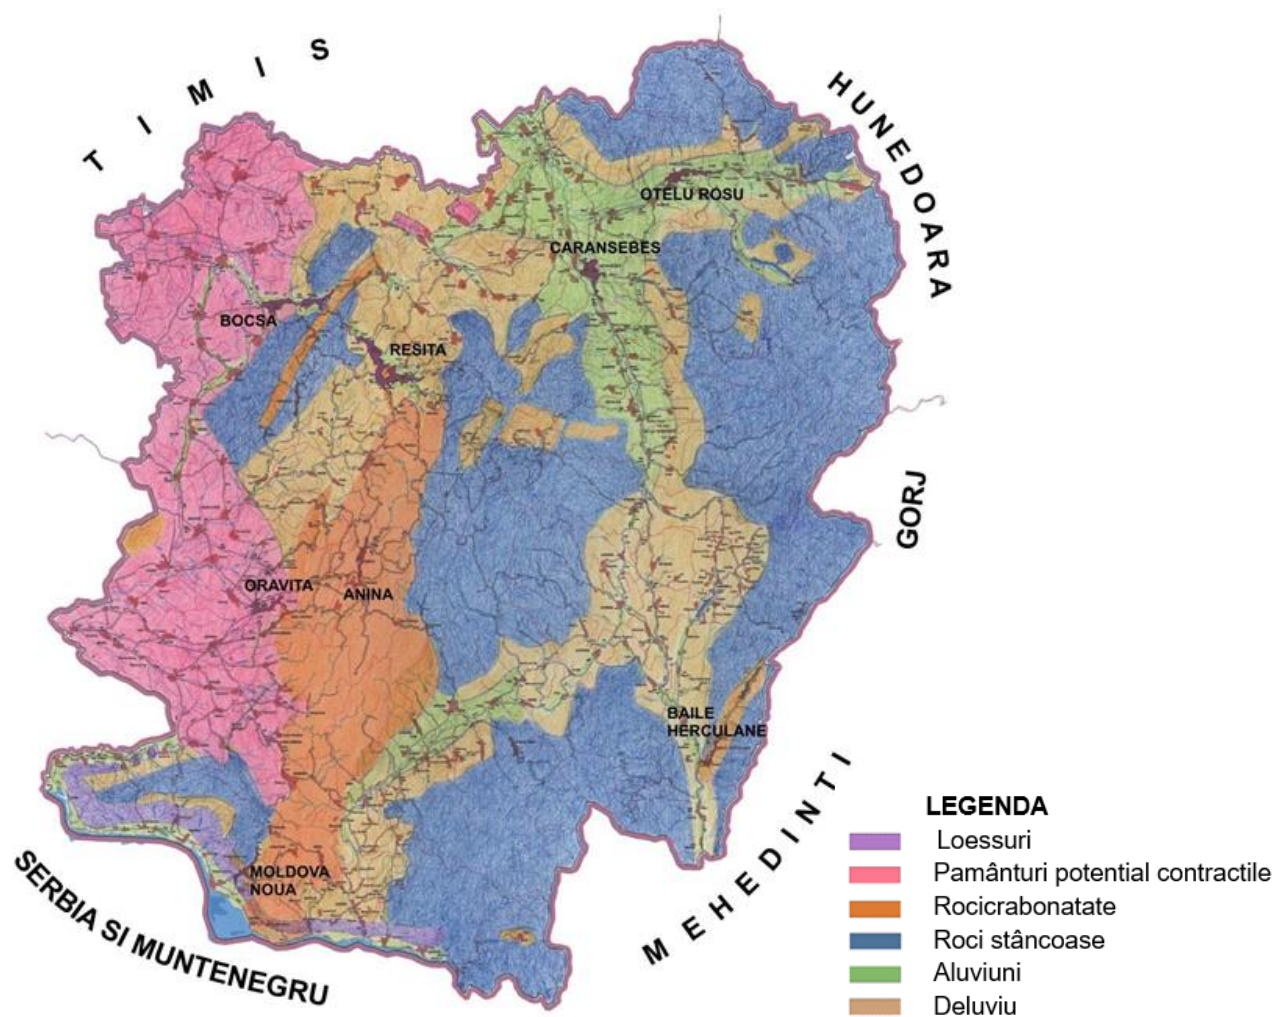 TIMIS
HUNEDOARA
OTELU ROSU
CARANSEBES
BOCSA
RESITA
GORJ
ORAVITA
ANINA
BAILE
HERCULANE
MEHEDINTI
MOLDOVA
NOUA
SERBIA SI MUNTENEGRU
LEGENDA
Loessuri
Pamânturi potential contractile
Rocicrabonatate
Roci stâncoase
Aluviuni
Deluviu